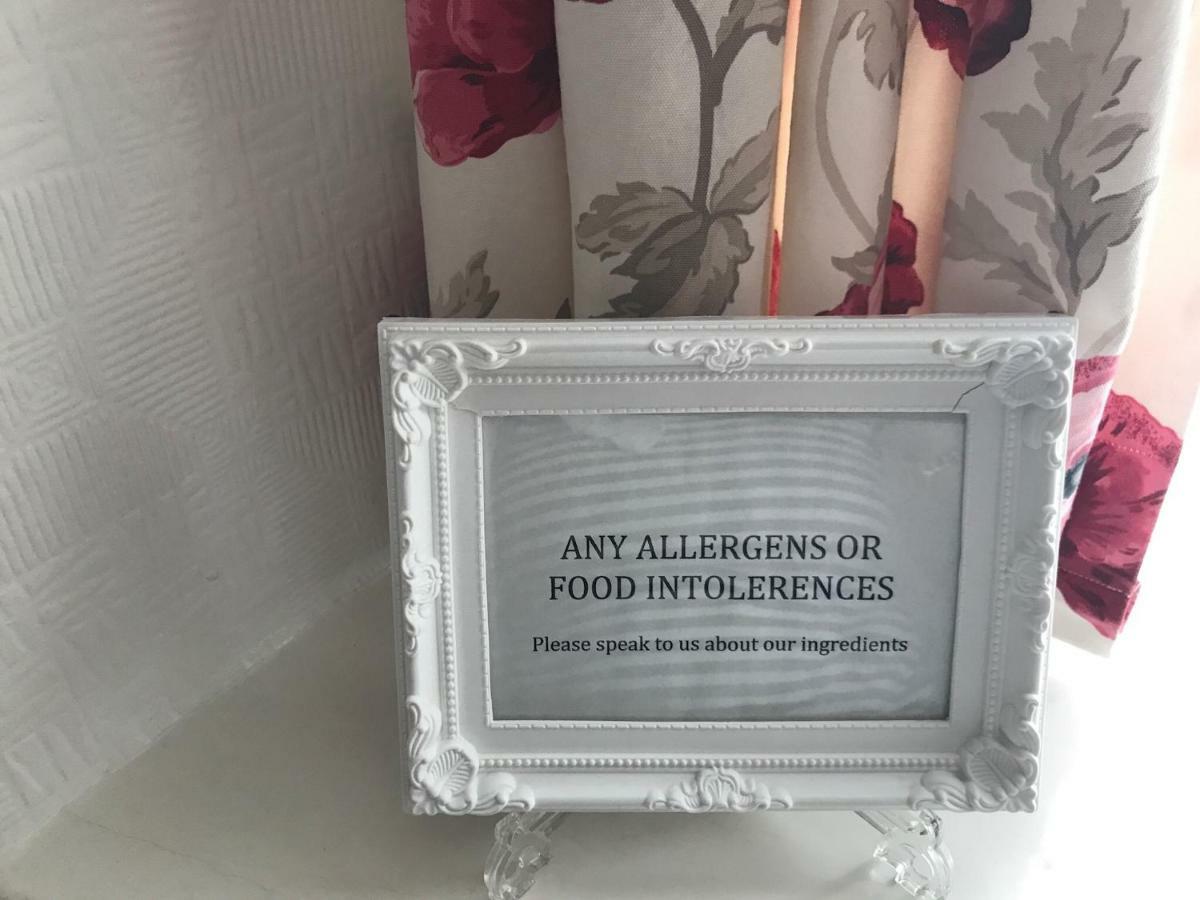 ANY ALLERGENS OR
FOOD INTOLERENCES
Please speak to us about our ingredients